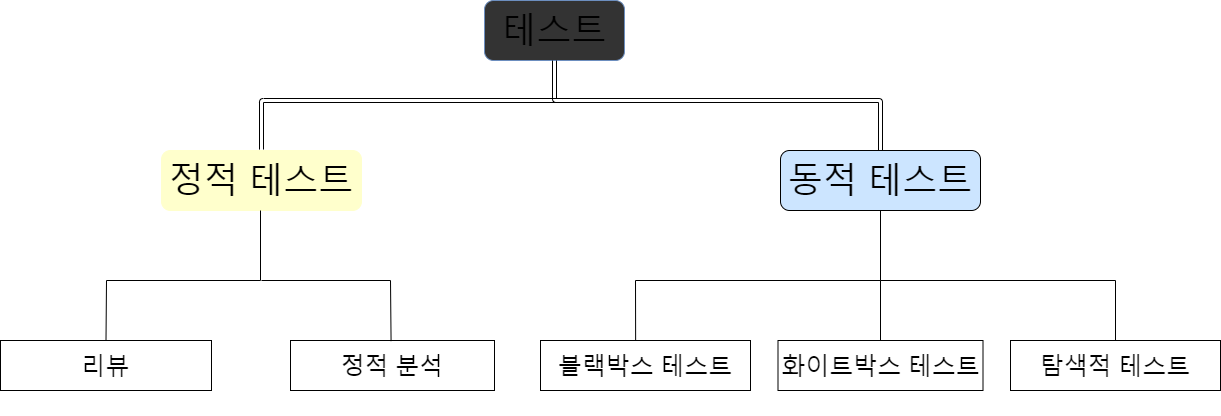 테스트
정적 테스트
동적 테스트
리뷰
정적 분석
블랙박스 테스트
화이트박스 테스트
탐색적 테스트